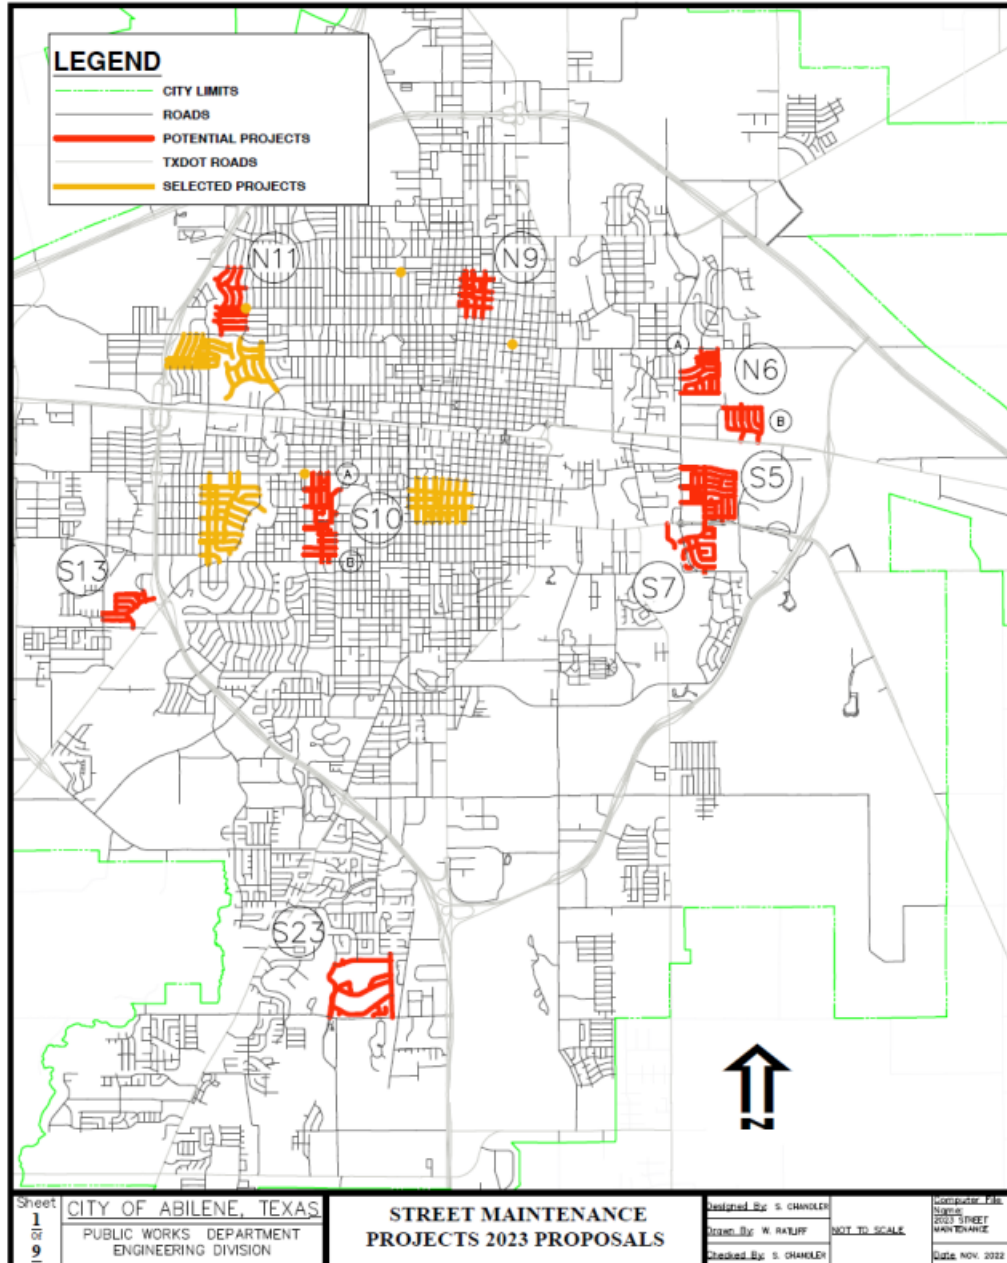 LEGEND
CITY LIMITS
ROADS
POTENTIAL PROJECTS
TXDOT ROADS
SELECTED PROJECTS
N11
N9
A
N6
B
S5
A
S10
B
S13
S7
S23
N
Sheet
1
of
9
CITY OF ABILENE, TEXAS
PUBLIC WORKS DEPARTMENT
ENGINEERING DIVISION
STREET MAINTENANCE
PROJECTS 2023 PROPOSALS
Designed By: S. CHANDLER
Drawn By: W. RATLIFF
Checked By: S. CHANDLER
NOT TO SCALE
Computer File
Name:
2023 STREET
MAINTENANCE
Date: NOV. 2022